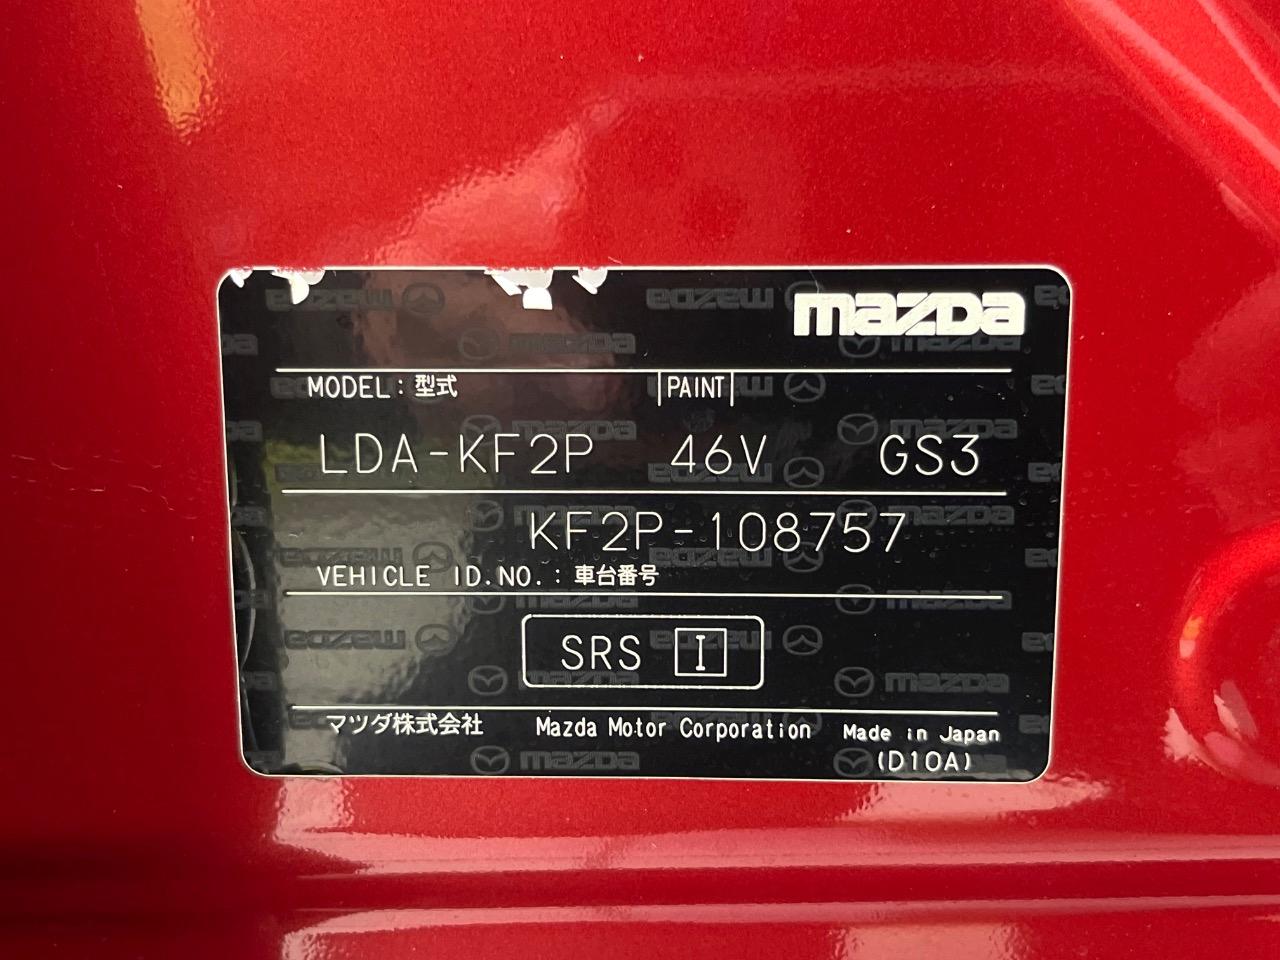 mazda
MODEL: 型式 PAINT
LDA-KF2P 46V GS3
KF2P-108757
VEHICLE ID.NO.: 車台番号
SRS I
マツダ株式会社 Mazda Motor Corporation Made in Japan
(D10A)